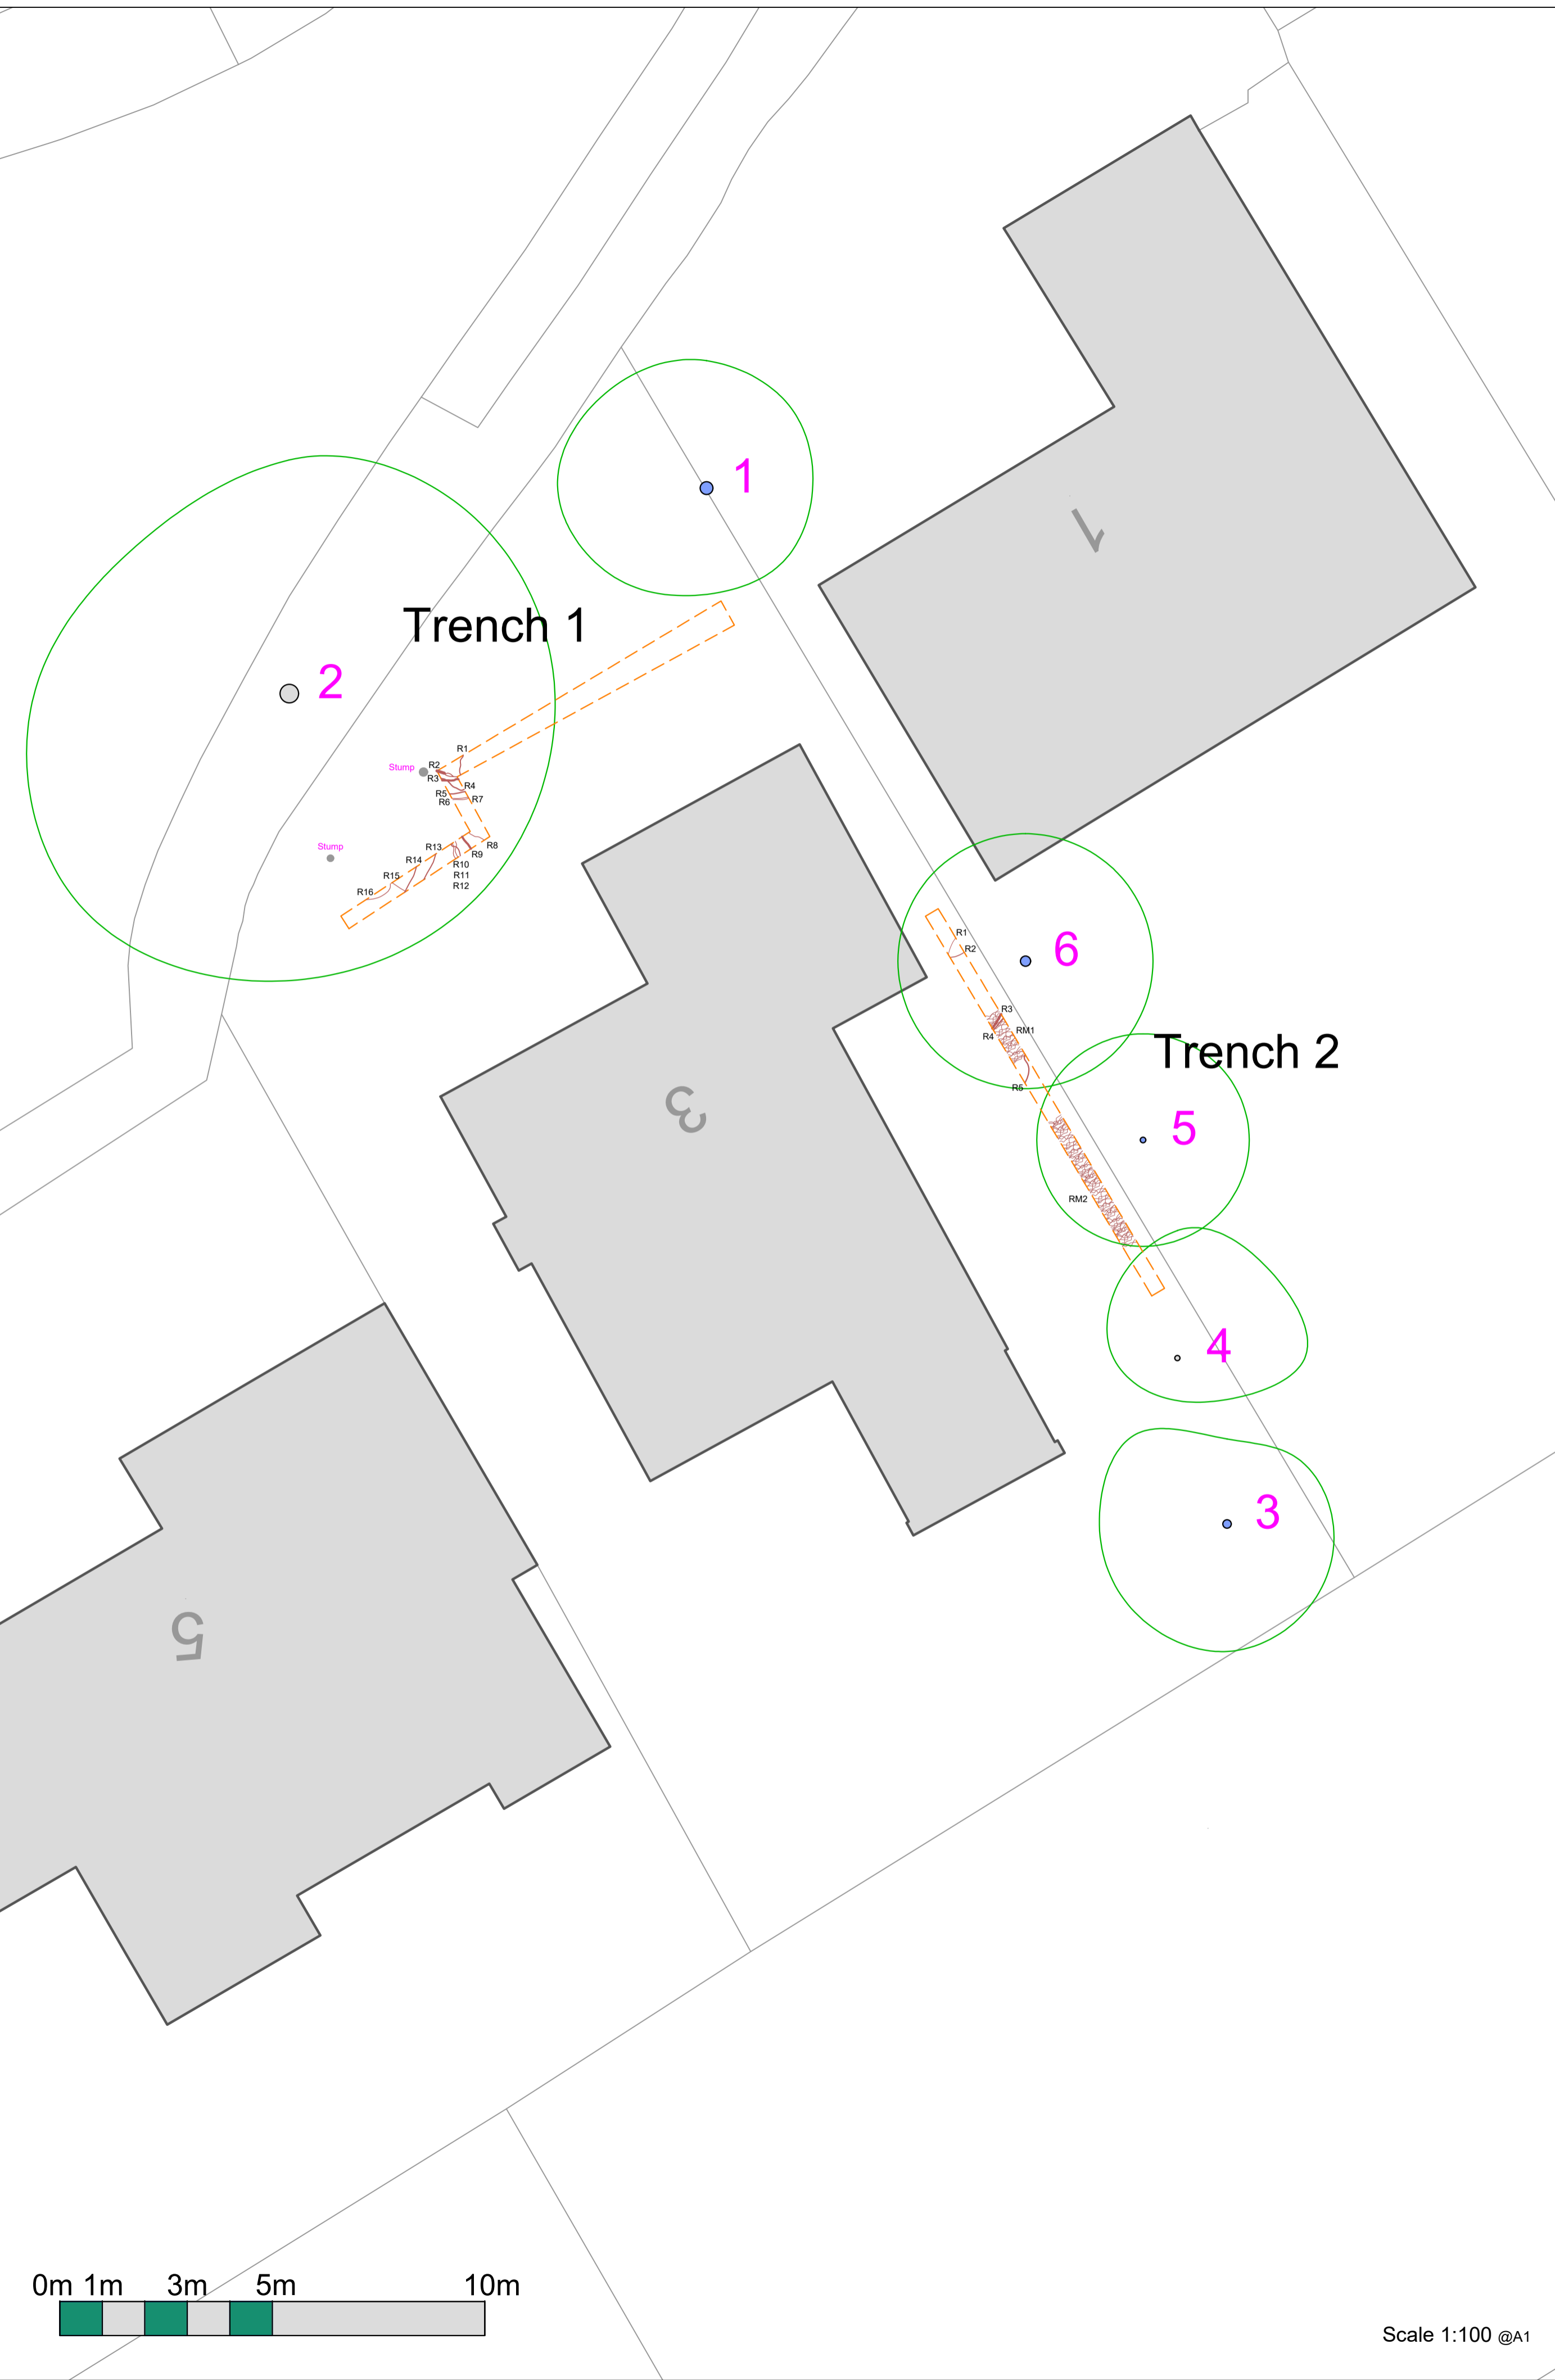 1
1
Trench 1
2
R1
Stump
R2
R3
R4
R5
R6
R7
Stump
R13
R8
R9
R14
R10
R15
R11
R16
R12
R1
6
R2
R3
RM1
R4
Trench 2
R5
3
5
RM2
4
3
5
0m 1m 3m 5m 10m
Scale 1:100 @A1